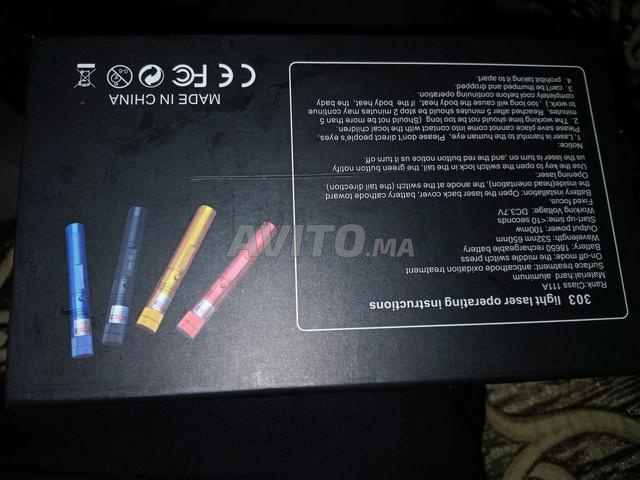 303 light laser operating instructions
Rank:Class 111A
Material:hard aluminum
Surface treatment: anticathode oxidation treatment
On-off mode: the middle switch press
Battery: 18650 rechargeable battery
Wavelength: 532nm 650nm
Output power: 100mw
Working Voltage: DC3.7V
Start-up time:<10 seconds
Fixed focus.
Battery Installation: Open the laser back cover, battery cathode toward
the inside(head orientation), the anode at the switch (the tail)(direction).
Opening laser:
Use the key to open the switch lock in the tail, the green button notify
us the laser is turn on ,and the red button notice us it turn off.
Notice:
1. Laser is harmful to the human eye. Please don't direct people's eyes,
Please save place cannot come into contact with the local children.
2. The working time should not be too long (Should not be more than 5
minutes, Reached after 5 minutes should be stop 2 minutes may continue
to work ) , too long will cause the body heat, if the body heat, the bady
completely cool before continuing operation.
3. can't be thumped and dropped.
4. prohibit taking it to apart.
CE FC
0-3
MADE IN CHINA
AVITO.MA